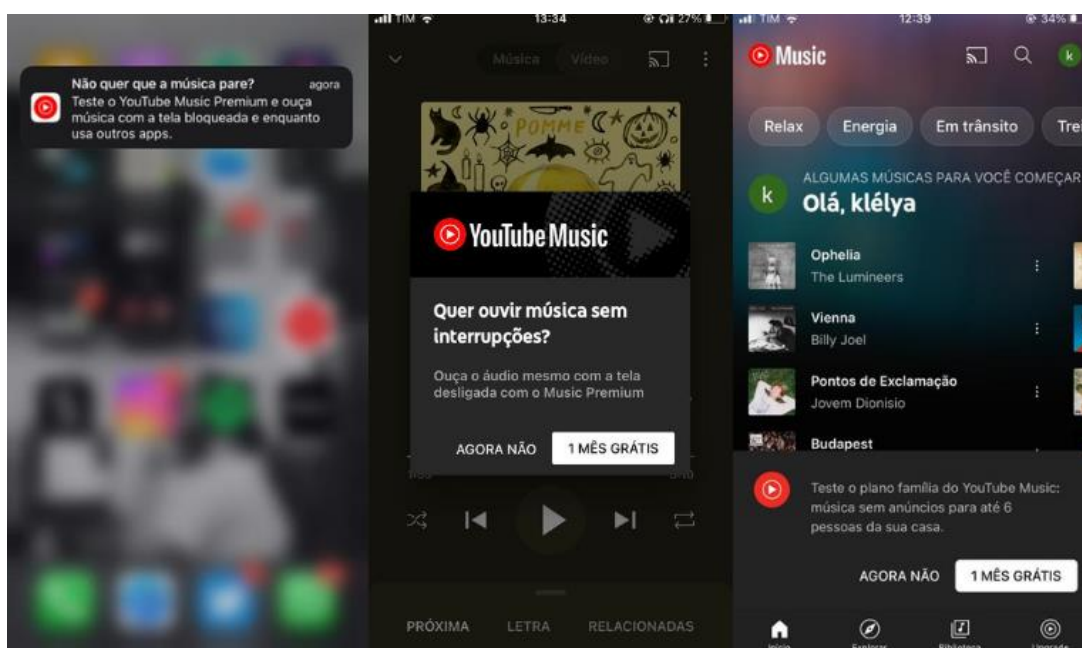 Não quer que a música pare?
agora
Teste o YouTube Music Premium e ouça
música com a tela bloqueada e enquanto
usa outros apps.
TIM
13:34
27%
Música
Vídeo
POMME
YouTube Music
Quer ouvir música sem
interrupções?
Ouça o áudio mesmo com a tela
desligada com o Music Premium
AGORA NÃO
1 MÊS GRÁTIS
PRÓXIMA
LETRA
RELACIONADAS
TIM
12:39
34%
Music
k
Relax
Energia
Em trânsito
Tre
k
ALGUMAS MÚSICAS PARA VOCÊ COMEÇAR
Olá, klélya
Ophelia
The Lumineers
Vienna
Billy Joel
Pontos de Exclamação
Jovem Dionisio
Budapest
Teste o plano família do YouTube Music:
música sem anúncios para até 6
pessoas da sua casa.
AGORA NÃO
1 MÊS GRÁTIS
Início
Explorar
Biblioteca
Upgrade